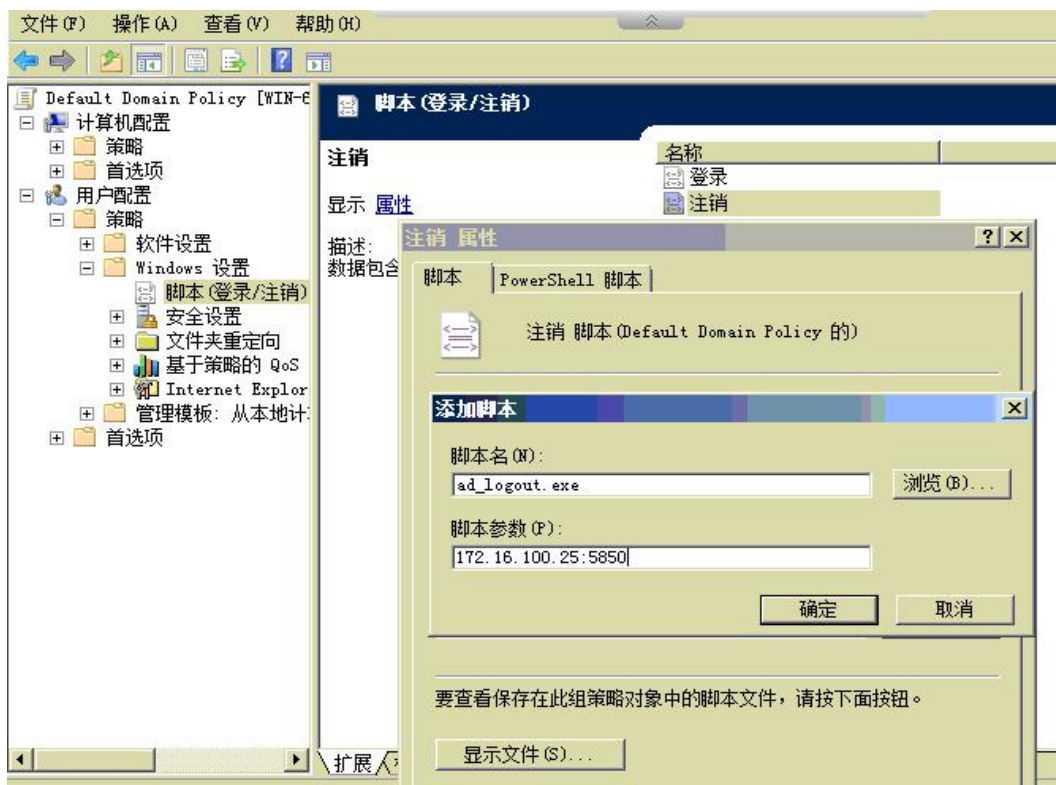 文件(F) 操作(A) 查看(V) 帮助(H)
Default Domain Policy [WIN-6
计算机配置
策略
首选项
用户配置
策略
软件设置
Windows 设置
脚本(登录/注销)
安全设置
文件夹重定向
基于策略的 QoS
Internet Explor
管理模板: 从本地计
首选项
脚本(登录/注销)
注销
显示 属性
描述:
数据包含
名称
登录
注销
注销 属性
脚本
PowerShell 脚本
注销 脚本(Default Domain Policy 的)
添加脚本
脚本名(N):
ad_logout.exe
浏览(B)...
脚本参数(P):
172.16.100.25:5850
确定
取消
要查看保存在此组策略对象中的脚本文件，请按下面按钮。
显示文件(S)...
扩展